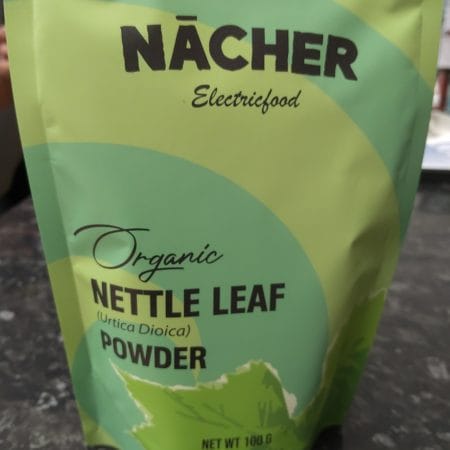 NĀCHER
Electricfood
Organic
NETTLE LEAF
(Urtica Dioica)
POWDER
NET WT 100 G